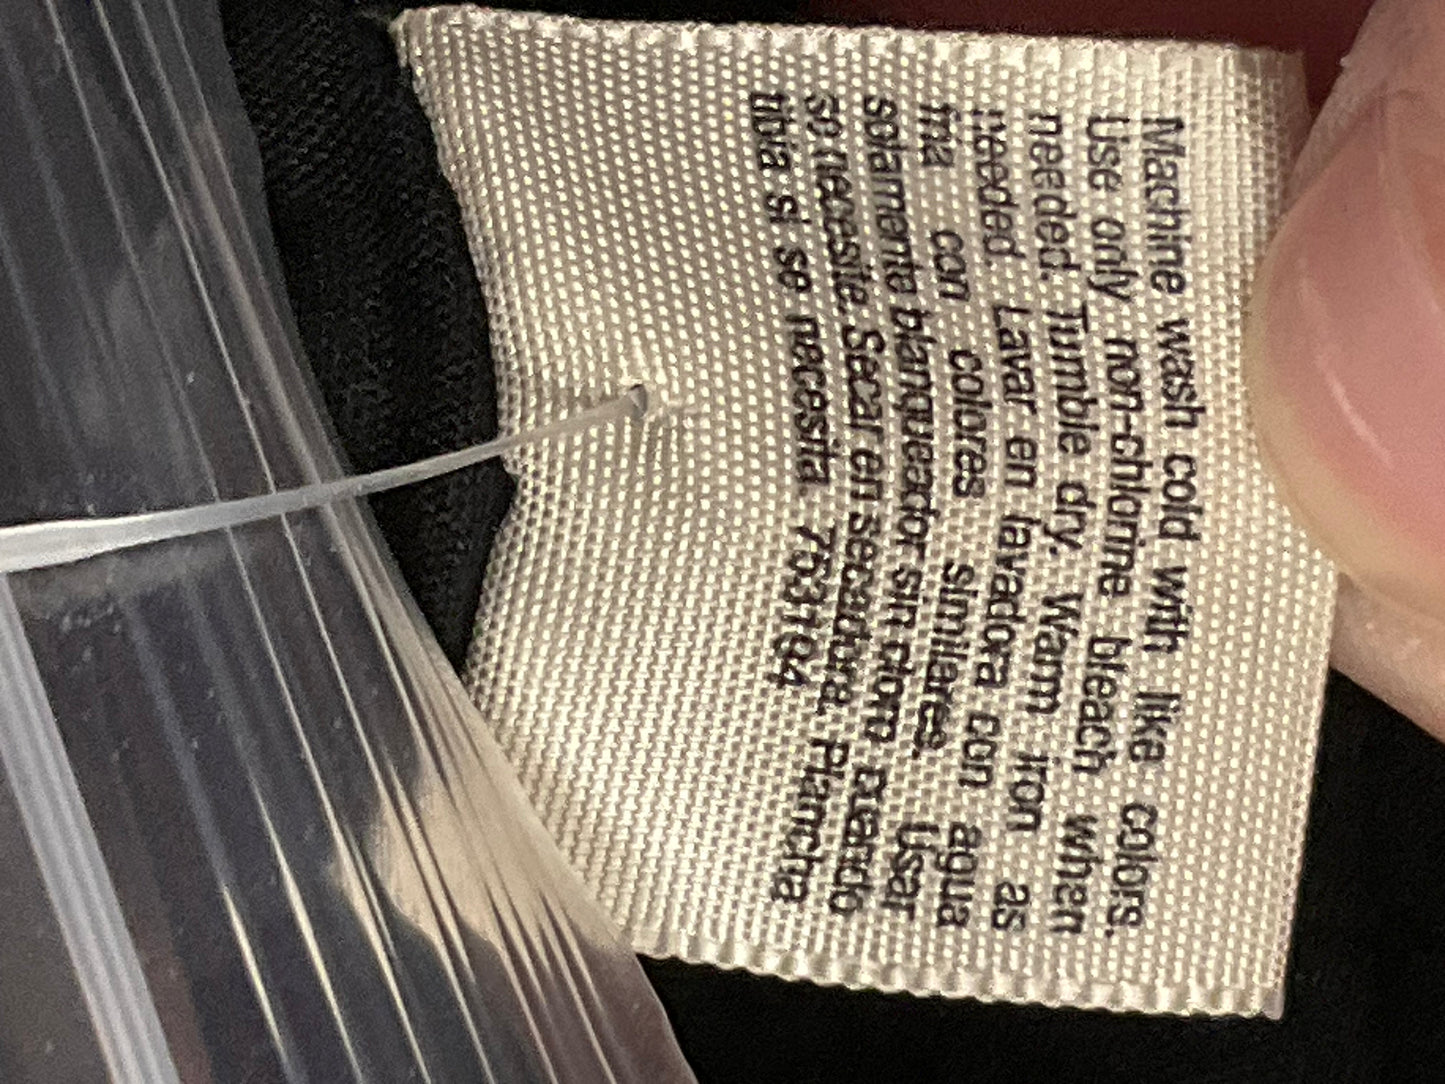 Machine wash cold with like colors.
Use only non-chlorine bleach when
needed. Tumble dry. Warm iron as
needed. Lavar en lavadora con agua
fria con colores similares. Usar
solamente blanqueador sin cloro cuando
se necesite. Secar en secadora. Plancha
tibia si se necesita. 7631Q4